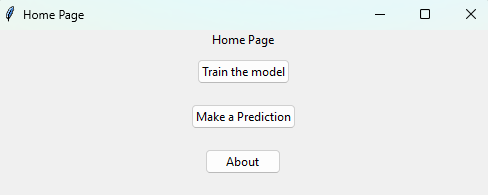 Home Page
Home Page
Train the model
Make a Prediction
About